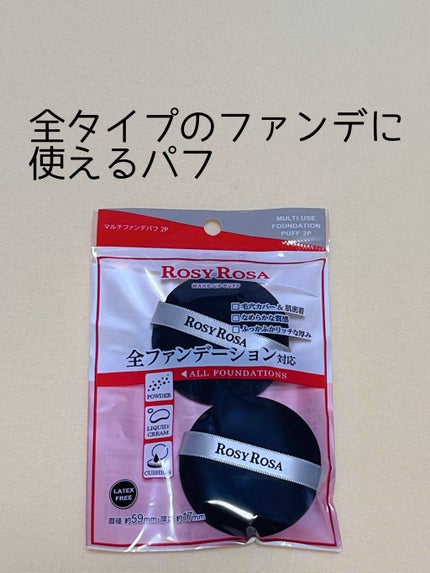 全タイプのファンデに
使えるパフ
マルチファンデパフ 2P
MULTI USE
FOUNDATION
PUFF 2P
ROSY ROSA
MAKE-UP PUFF
毛穴カバー & 肌密着
なめらかな質感
ふっかふかリッチな厚み
ROSY ROSA
全ファンデーション対応
◀ALL FOUNDATIONS
POWDER
LIQUID/
CREAM
CUSHION
ROSY ROSA
LATEX
FREE
直径 約59mm/厚さ 約17mm